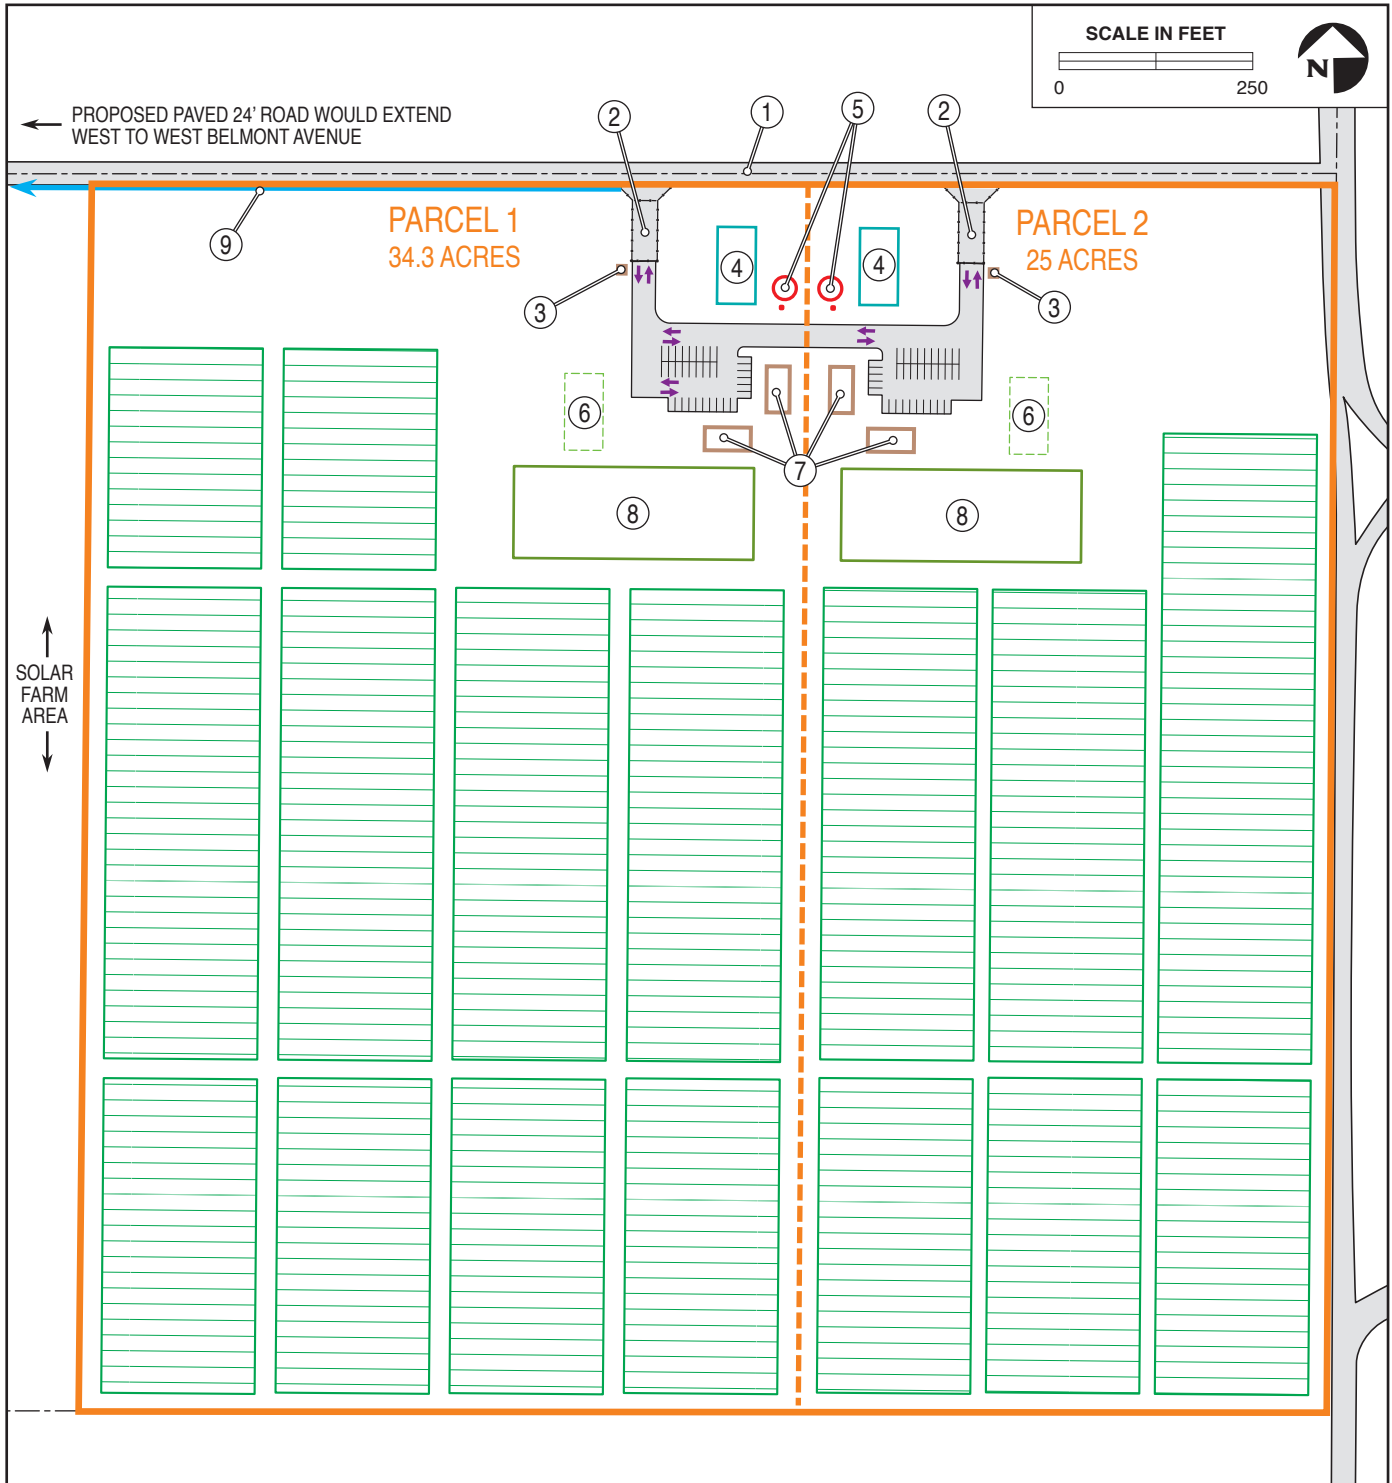 SCALE IN FEET
0 250
N
PROPOSED PAVED 24' ROAD WOULD EXTEND
WEST TO WEST BELMONT AVENUE
2
1
5
2
PARCEL 1
34.3 ACRES
PARCEL 2
25 ACRES
9
4
4
3
3
6
6
7
8
8
SOLAR
FARM
AREA